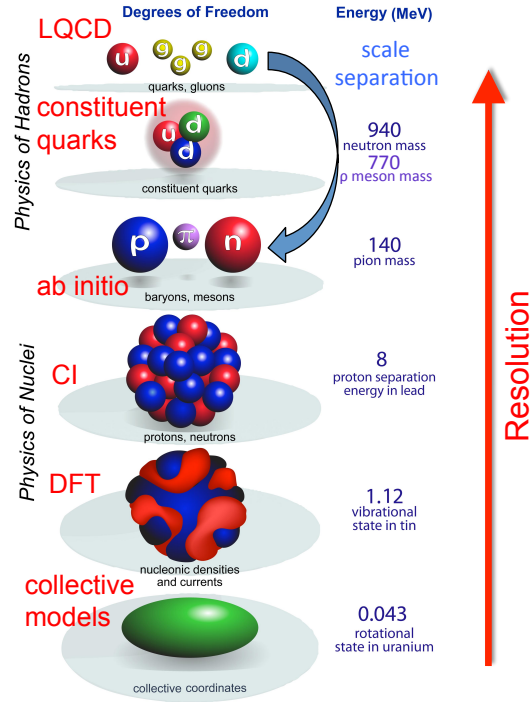 Degrees of Freedom
Energy (MeV)
LQCD
u g g g g d
quarks, gluons
scale
separation
Physics of Hadrons
constituent
quarks
u d
d
constituent quarks
940
neutron mass
770
ρ meson mass
p π n
ab initio
baryons, mesons
140
pion mass
Resolution
Physics of Nuclei
CI
protons, neutrons
8
proton separation
energy in lead
DFT
nucleonic densities
and currents
1.12
vibrational
state in tin
collective
models
collective coordinates
0.043
rotational
state in uranium